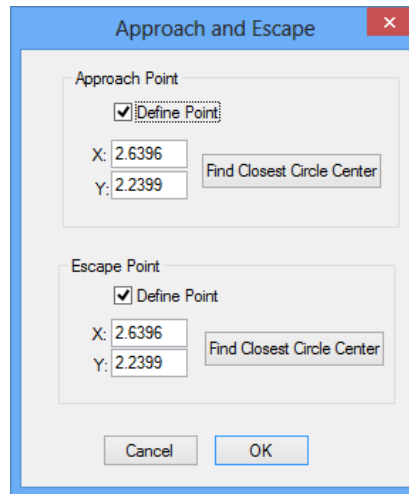 Approach and Escape
Approach Point
Define Point
X: 2.6396
Find Closest Circle Center
Y: 2.2399
Escape Point
Define Point
X: 2.6396
Find Closest Circle Center
Y: 2.2399
Cancel OK